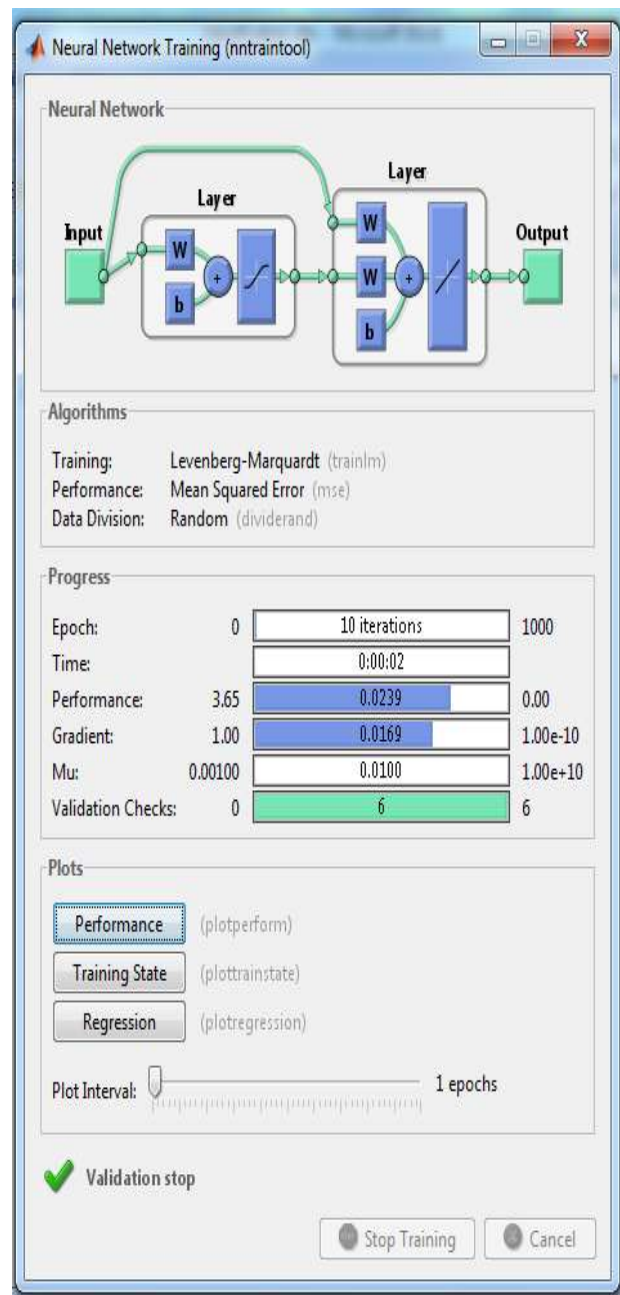 Neural Network Training (nntraintool)
Neural Network
Layer
Layer
Input
Output
W
b
+
W
W
b
+
Algorithms
Training: Levenberg-Marquardt (trainlm)
Performance: Mean Squared Error (mse)
Data Division: Random (dividerand)
Progress
Epoch: 0 10 iterations 1000
Time: 0:00:02
Performance: 3.65 0.0239 0.00
Gradient: 1.00 0.0169 1.00e-10
Mu: 0.00100 0.0100 1.00e+10
Validation Checks: 0 6 6
Plots
Performance (plotperform)
Training State (plottrainstate)
Regression (plotregression)
Plot Interval: 1 epochs
Validation stop
Stop Training Cancel